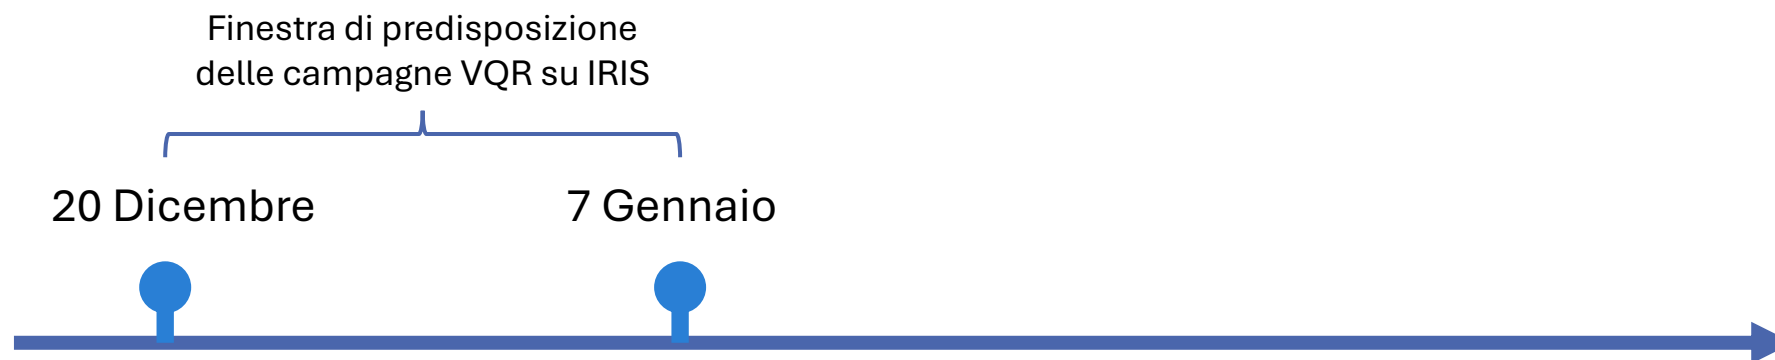 Finestra di predisposizione
delle campagne VQR su IRIS
20 Dicembre
7 Gennaio